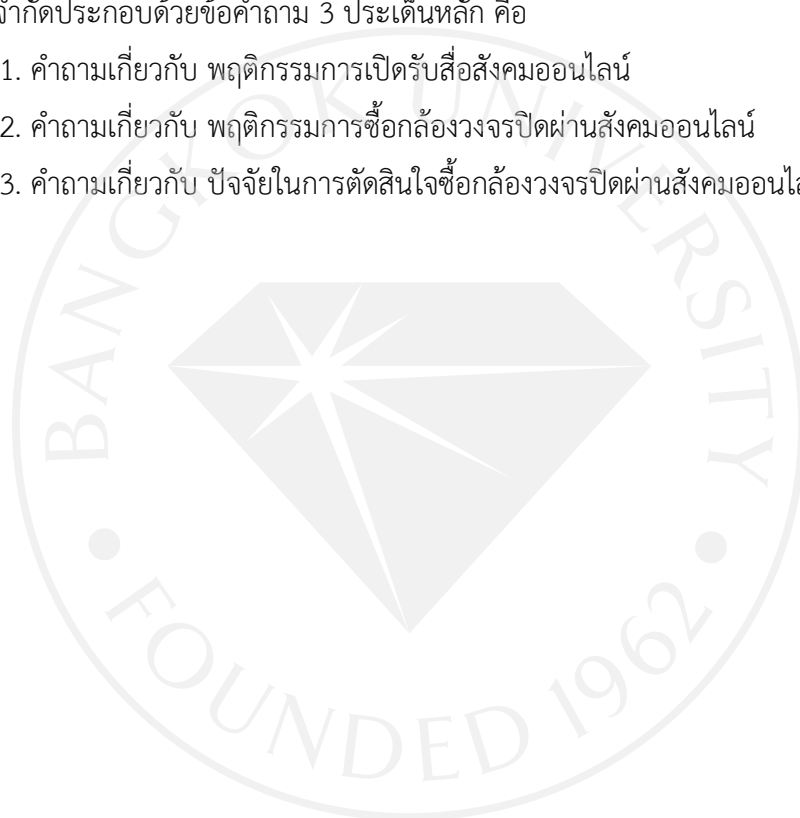 จำกัดประกอบด้วยข้อคำถาม 3 ประเด็นหลัก คือ
1. คำถามเกี่ยวกับ พฤติกรรมการเปิดรับสื่อสังคมออนไลน์
2. คำถามเกี่ยวกับ พฤติกรรมการซื้อกล้องวงจรปิดผ่านสังคมออนไลน์
3. คำถามเกี่ยวกับ ปัจจัยในการตัดสินใจซื้อกล้องวงจรปิดผ่านสังคมออนไล
BANGKOK UNIVERSITY
FOUNDED 1962